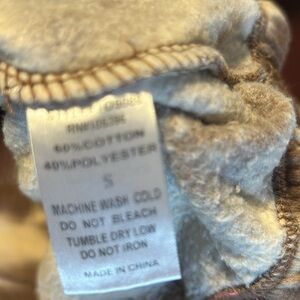 60%COTTON
40%POLYESTER
S
MACHINE WASH COLD
DO NOT BLEACH
TUMBLE DRY LOW
DO NOT IRON
MADE IN CHINA